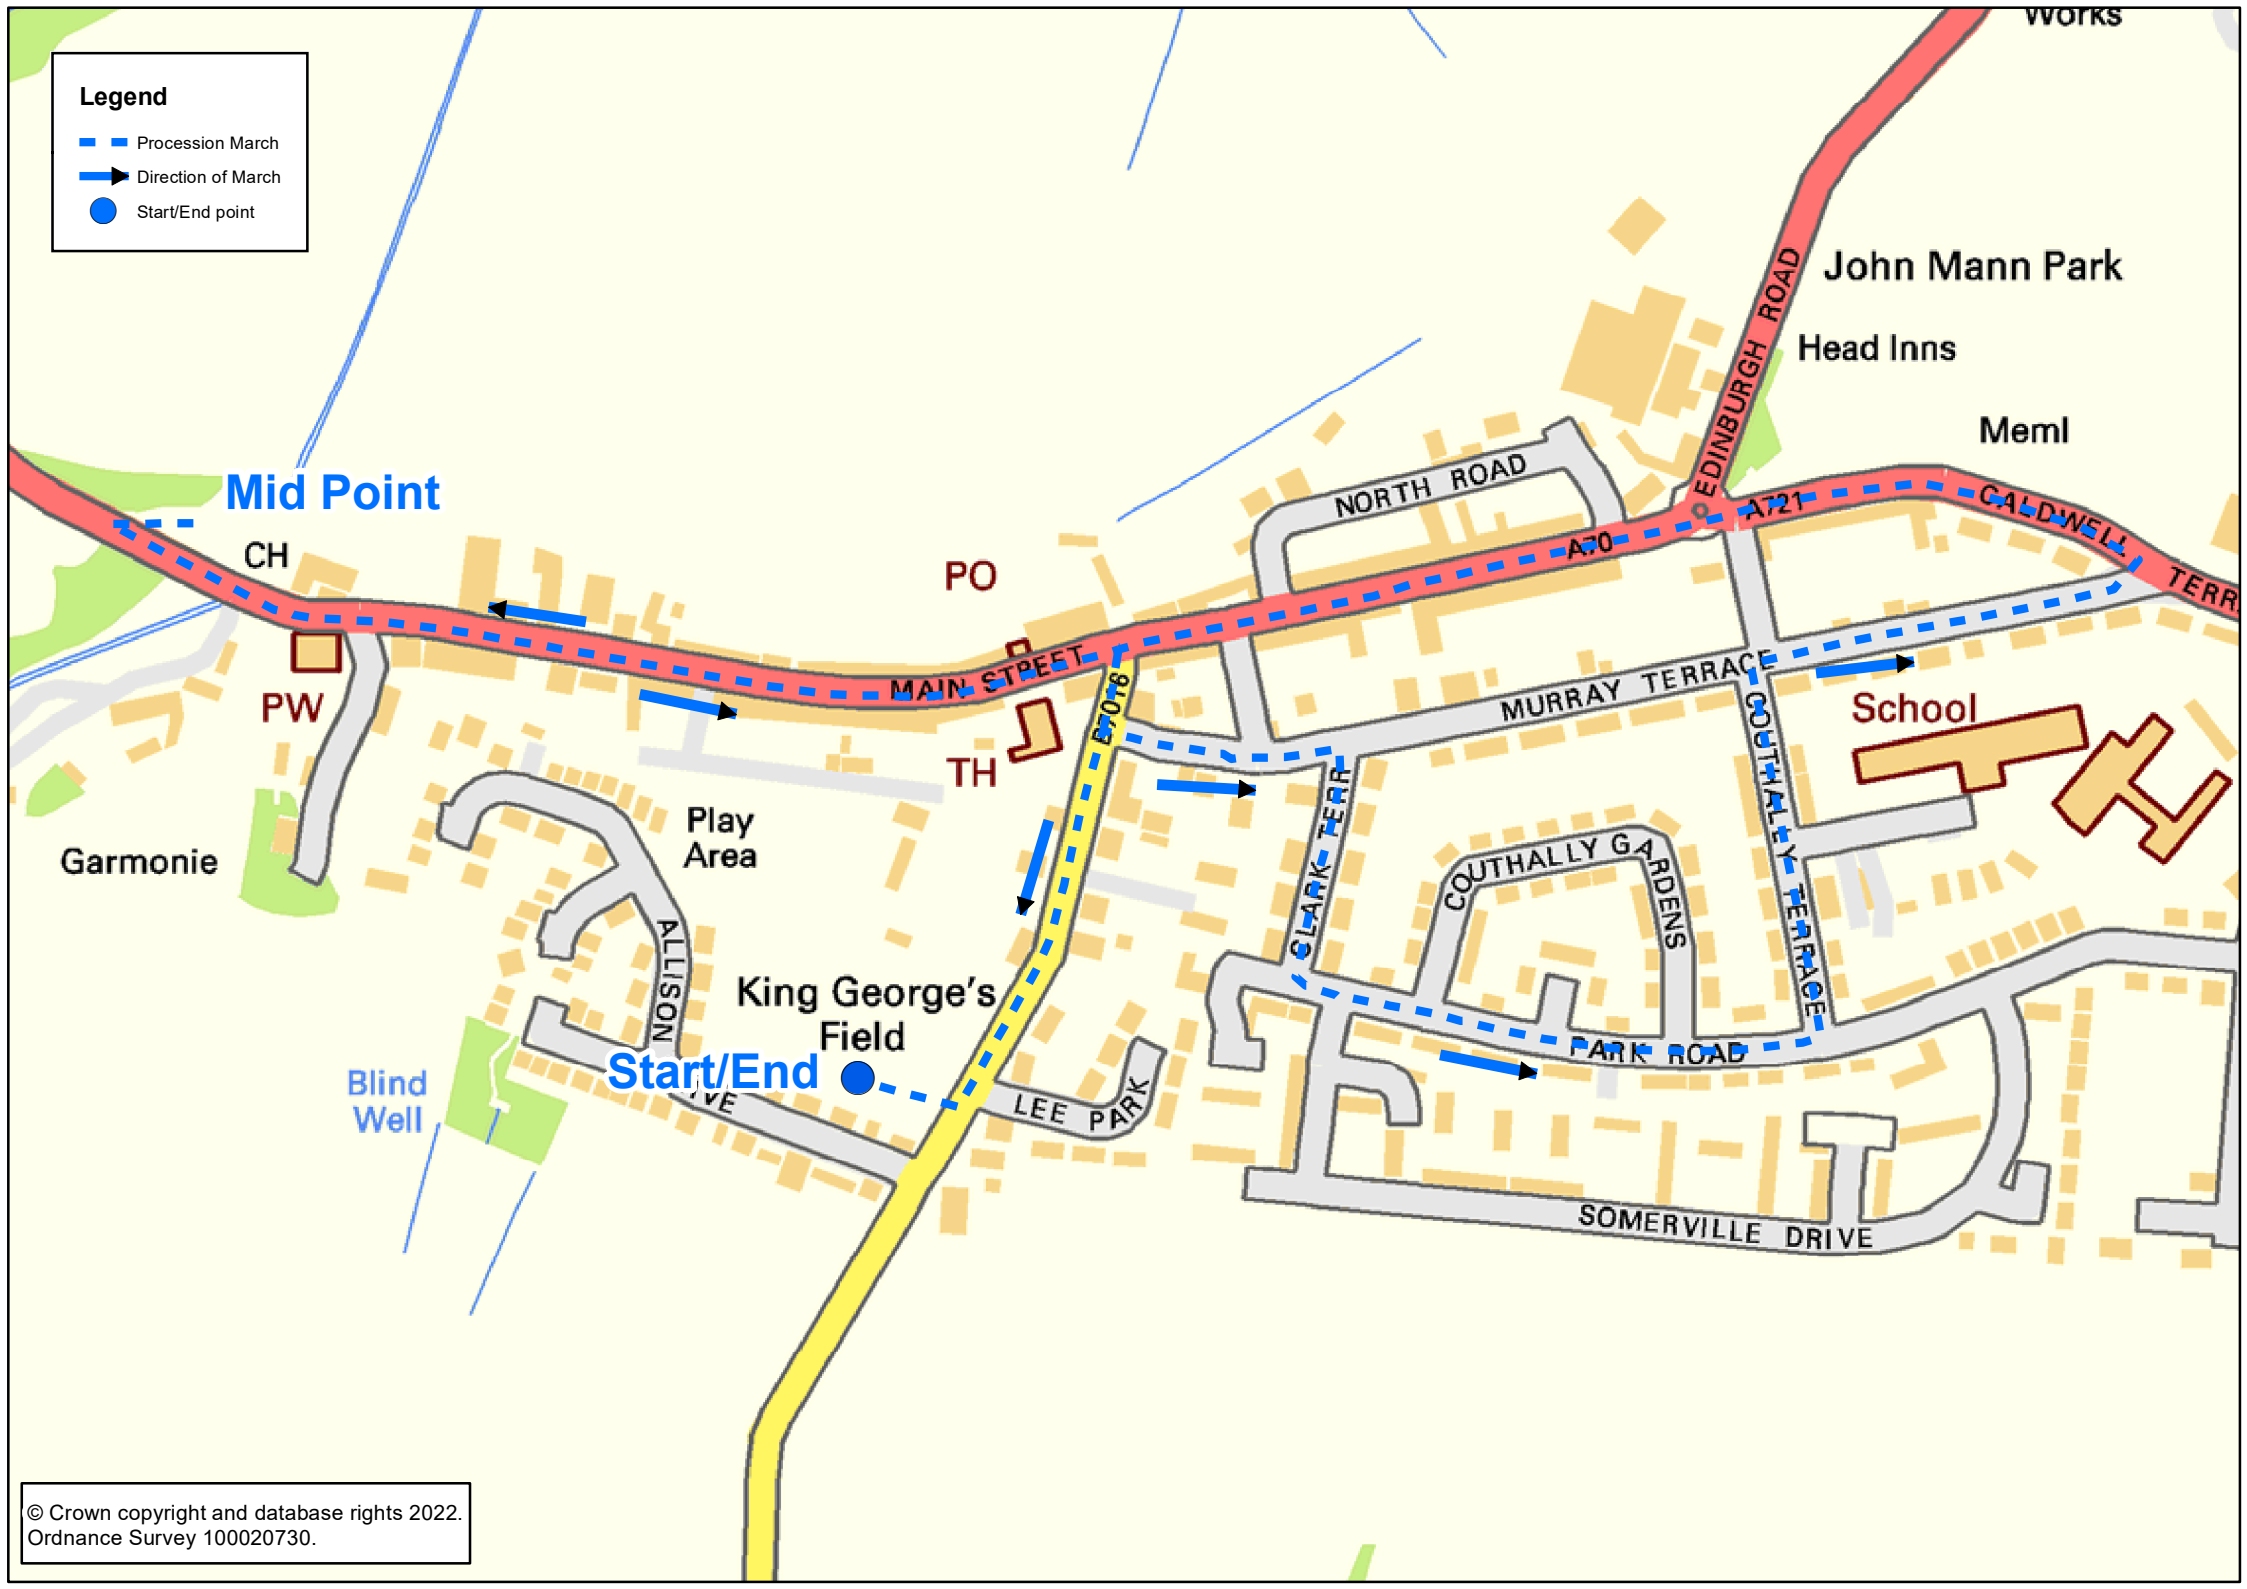 Works
Legend
Procession March
Direction of March
Start/End point
EDINBURGH ROAD
John Mann Park
Head Inns
Meml
Mid Point
NORTH ROAD
A721
CALDWELL
TERR
CH
A70
PO
MAIN STREET
B7016
PW
TH
MURRAY TERRACE
COUTHALLY TERRACE
School
CLARK TERR
Play
Area
Garmonie
COUTHALLY GARDENS
ALLISON
King George's
Field
Start/End
IVE
Blind
Well
LEE PARK
PARK ROAD
SOMERVILLE DRIVE
© Crown copyright and database rights 2022.
Ordnance Survey 100020730.